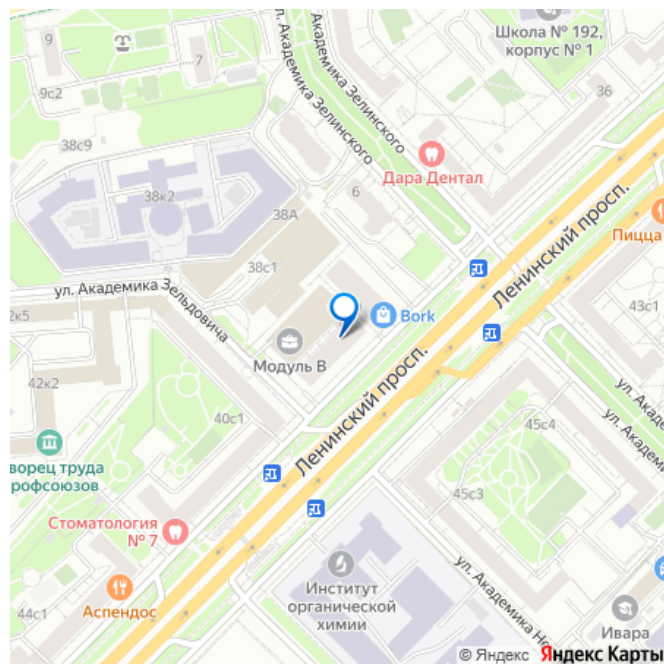 9
7
9с2
38с9
38к2
ул. Академика Зелинского
Академика Зелинского
Школа № 192,
корпус № 1
36
Дара Дентал
6
38А
38с1
ул. Академика Зельдовича
2к5
42к2
Модуль В
Bork
Ленинский просп.
Ленинский просп.
Пицца
43с1
40с1
ворец труда
рофсоюзов
Стоматология
№ 7
Аспендос
44с1
45с4
45с3
ул. Академика
ул. Академика Не
Институт
органической
химии
Ивара
© Яндекс Яндекс Карты